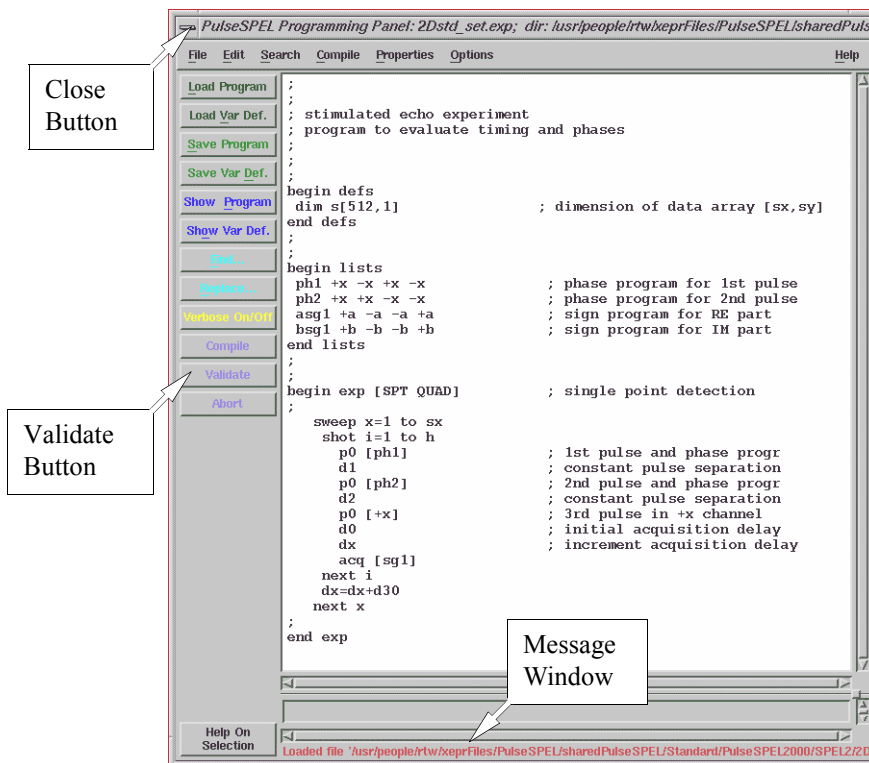 PulseSPEL Programming Panel: 2Dstd_set.exp; dir: /usr/people/rtw/xeprFiles/PulseSPEL/sharedPuls
File Edit Search Compile Properties Options Help
Close
Button
Load Program
Load Var Def.
Save Program
Save Var Def.
Show Program
Show Var Def.
Verbose On/Off
Compile
Validate
Abort
Validate
Button
;
;
; stimulated echo experiment
; program to evaluate timing and phases
;
;
;
begin defs
dim s[512,1] ; dimension of data array [sx,sy]
end defs
;
;
begin lists
ph1 +x -x +x -x ; phase program for 1st pulse
ph2 +x +x -x -x ; phase program for 2nd pulse
asg1 +a -a -a +a ; sign program for RE part
bsg1 +b -b -b +b ; sign program for IM part
end lists
;
;
begin exp [SPT QUAD] ; single point detection
;
sweep x=1 to sx
shot i=1 to h
p0 [ph1] ; 1st pulse and phase progr
d1 ; constant pulse separation
p0 [ph2] ; 2nd pulse and phase progr
d2 ; constant pulse separation
p0 [+x] ; 3rd pulse in +x channel
d0 ; initial acquisition delay
dx ; increment acquisition delay
acq [sg1]
next i
dx=dx+d30
next x
;
end exp
Message
Window
Help On
Selection
Loaded file '/usr/people/rtw/xeprFiles/PulseSPEL/sharedPulseSPEL/Standard/PulseSPEL2000/SPEL2/2D